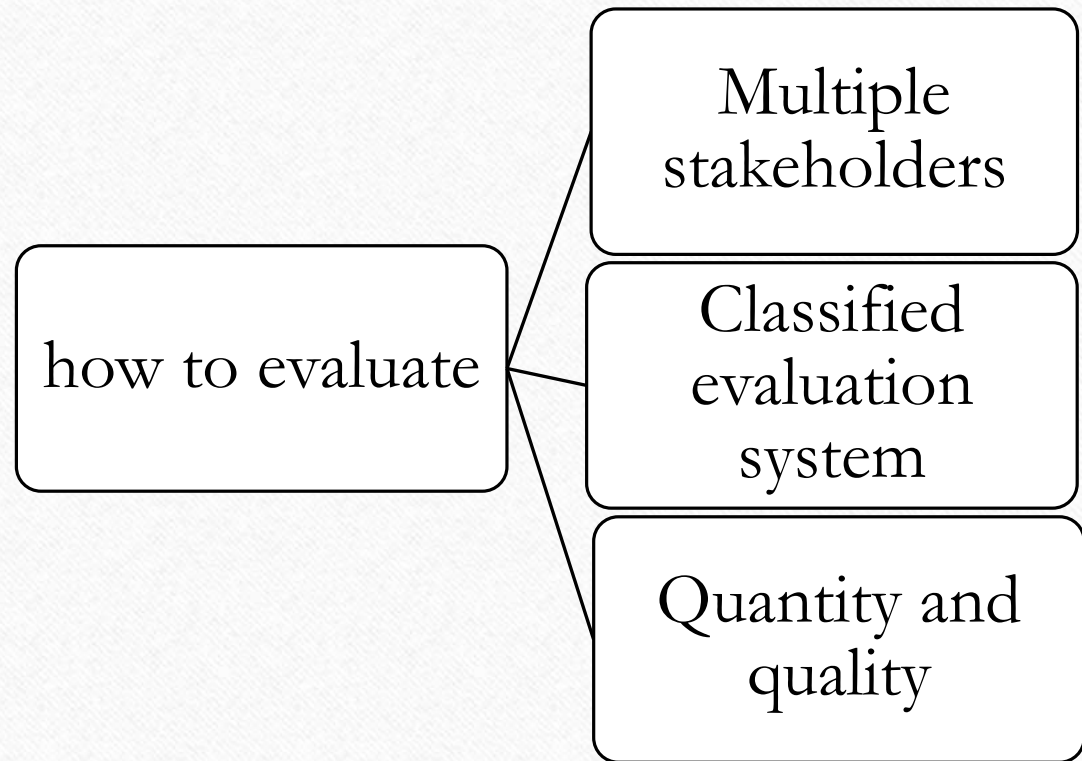 how to evaluate
Multiple
stakeholders
Classified
evaluation
system
Quantity and
quality